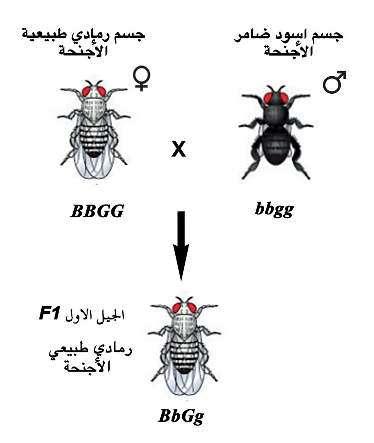 جسم اسود ضامر
الأجنحة
جسم رمادي طبيعية
الأجنحة
♂
♀
X
BBGG
bbgg
الجيل الاول F1
رمادي طبيعي
الأجنحة
BbGg